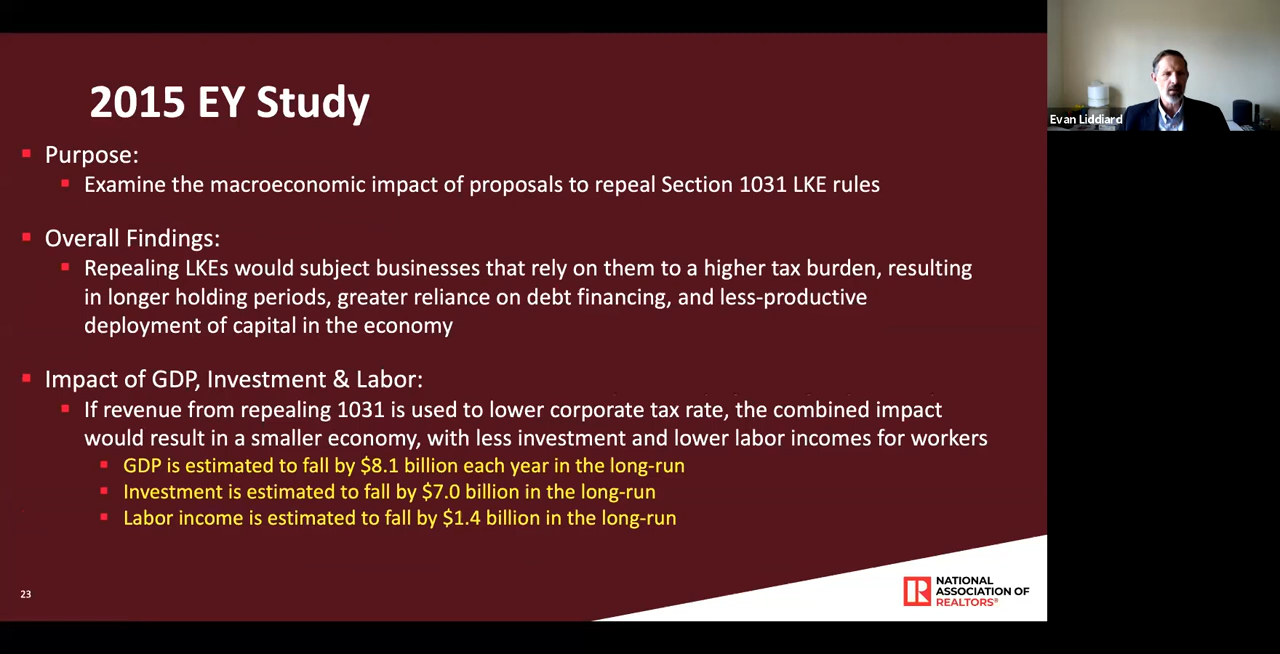 2015 EY Study
Purpose:
Examine the macroeconomic impact of proposals to repeal Section 1031 LKE rules
Overall Findings:
Repealing LKEs would subject businesses that rely on them to a higher tax burden, resulting
in longer holding periods, greater reliance on debt financing, and less-productive
deployment of capital in the economy
Impact of GDP, Investment & Labor:
If revenue from repealing 1031 is used to lower corporate tax rate, the combined impact
would result in a smaller economy, with less investment and lower labor incomes for workers
GDP is estimated to fall by $8.1 billion each year in the long-run
Investment is estimated to fall by $7.0 billion in the long-run
Labor income is estimated to fall by $1.4 billion in the long-run
23
NATIONAL
ASSOCIATION OF
REALTORS®
Evan Liddiard